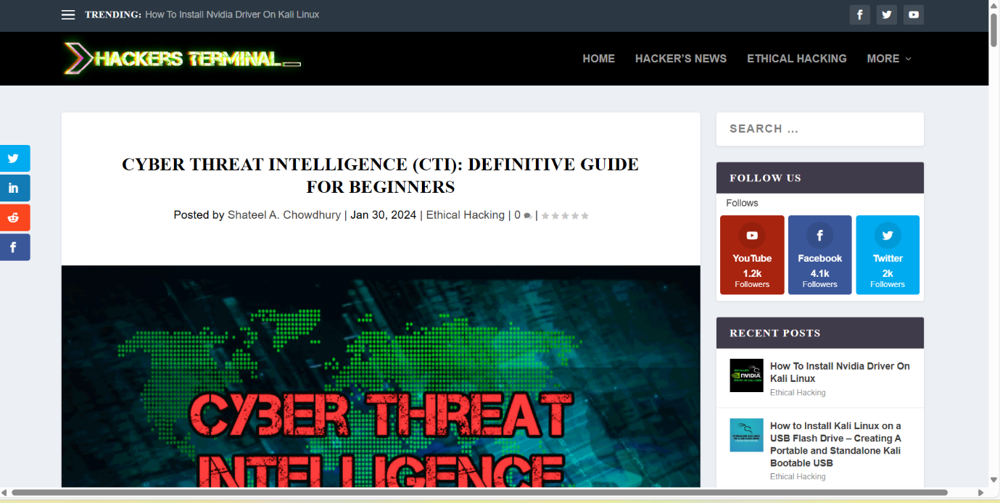 TRENDING: How To Install Nvidia Driver On Kali Linux
HACKERS TERMINAL_
HOME HACKER’S NEWS ETHICAL HACKING MORE
CYBER THREAT INTELLIGENCE (CTI): DEFINITIVE GUIDE
FOR BEGINNERS
Posted by Shateel A. Chowdhury | Jan 30, 2024 | Ethical Hacking | 0 |
CYBER THREAT
INTELLIGENCE
SEARCH ...
FOLLOW US
Follows
YouTube
1.2k
Followers
Facebook
4.1k
Followers
Twitter
2k
Followers
RECENT POSTS
How To Install Nvidia Driver On
Kali Linux
Ethical Hacking
How to Install Kali Linux on a
USB Flash Drive – Creating A
Portable and Standalone Kali
Bootable USB
Ethical Hacking